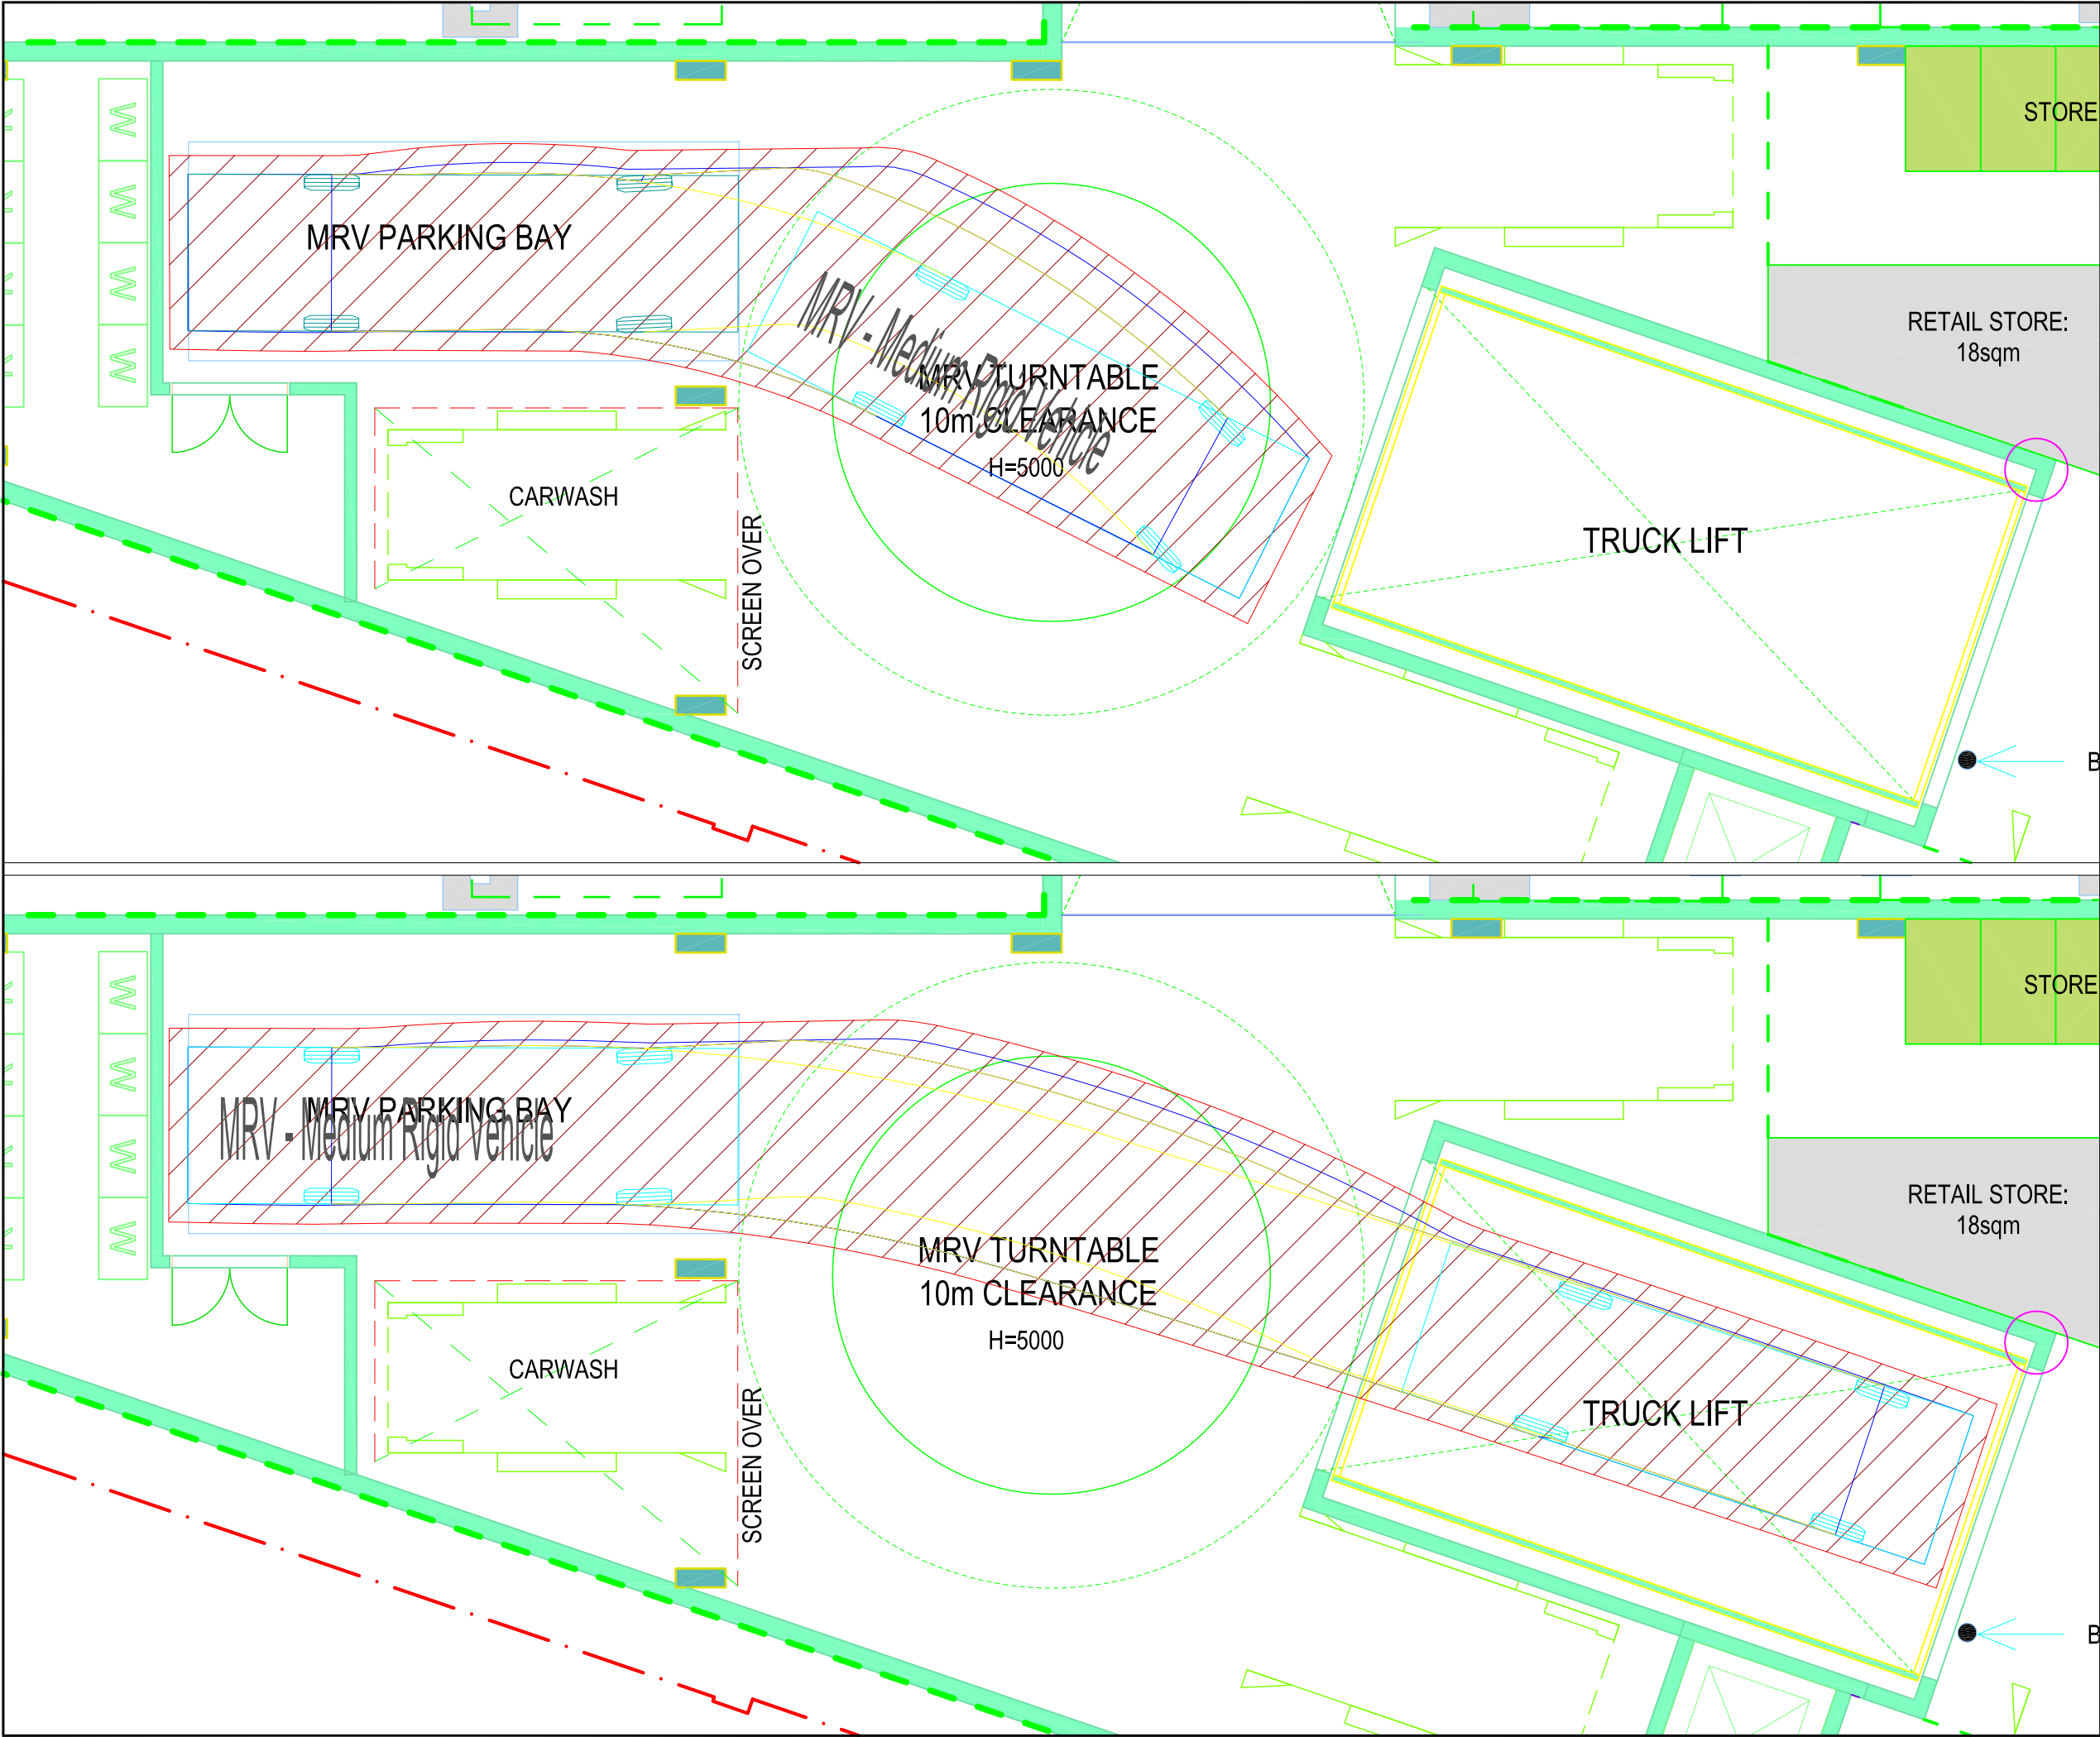 STORE
W
W
W
W
MRV PARKING BAY
MRV - Medium Rigid Vehicle
RETAIL STORE:
18sqm
MRV TURNTABLE
10m CLEARANCE
H=5000
CARWASH
SCREEN OVER
TRUCK LIFT
B
STORE
W
W
W
W
MRV PARKING BAY
MRV - Medium Rigid Vehicle
RETAIL STORE:
18sqm
MRV TURNTABLE
10m CLEARANCE
H=5000
CARWASH
SCREEN OVER
TRUCK LIFT
B